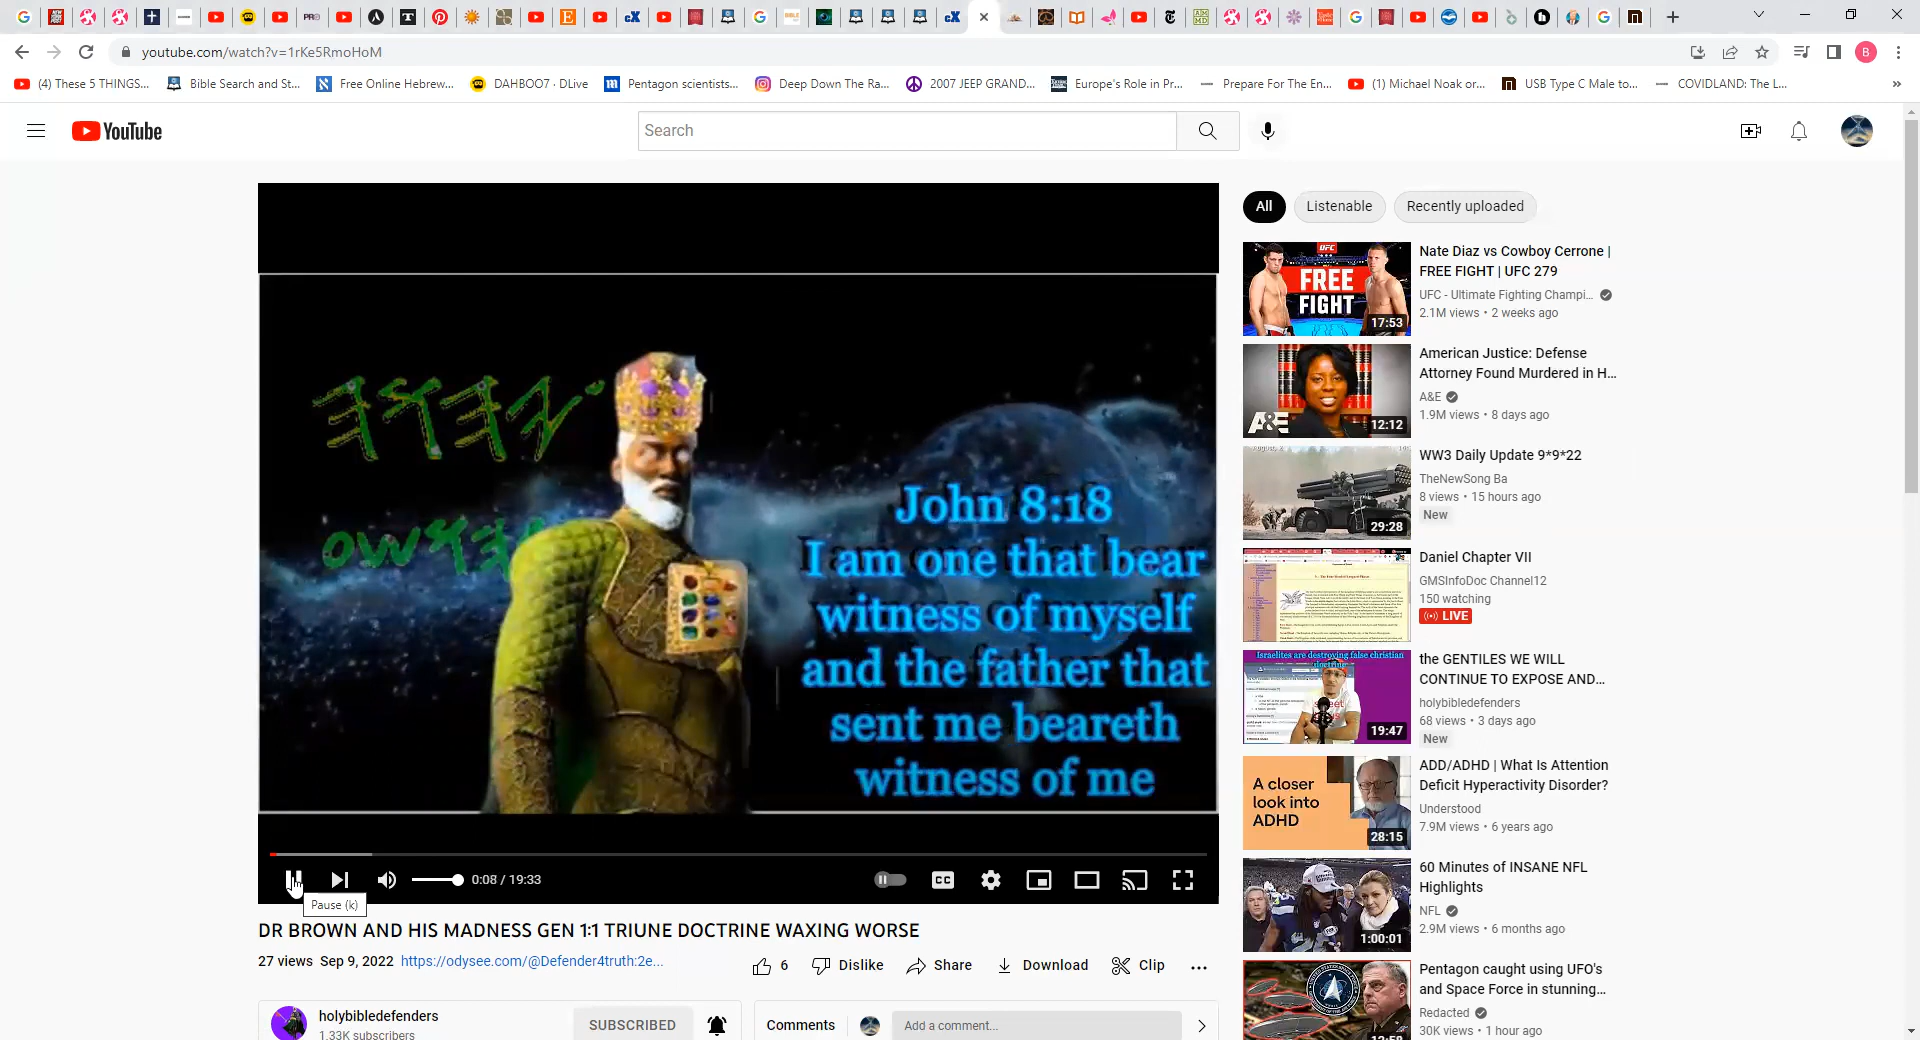 PRO
cX
cX
youtube.com/watch?v=1rKe5RmoHoM
B
(4) These 5 THINGS...
Bible Search and St...
Free Online Hebrew...
DAHBOO7 · DLive
Pentagon scientists...
Deep Down The Ra...
2007 JEEP GRAND...
Europe's Role in Pr...
Prepare For The En...
(1) Michael Noak or...
USB Type C Male to...
COVIDLAND: The L...
YouTube
Search
John 8:18
I am one that bear
witness of myself
and the father that
sent me beareth
witness of me
0:08 / 19:33
CC
Pause (k)
DR BROWN AND HIS MADNESS GEN 1:1 TRIUNE DOCTRINE WAXING WORSE
27 views Sep 9, 2022 https://odysee.com/@Defender4truth:2e...
6 Dislike Share Download Clip
holybibledefenders
1.33K subscribers
SUBSCRIBED
Comments
Add a comment...
All Listenable Recently uploaded
UFC
FREE
FIGHT
17:53
Nate Diaz vs Cowboy Cerrone |
FREE FIGHT | UFC 279
UFC - Ultimate Fighting Champi...
2.1M views • 2 weeks ago
A&E
12:12
American Justice: Defense
Attorney Found Murdered in H...
A&E
1.9M views • 8 days ago
29:28
WW3 Daily Update 9*9*22
TheNewSong Ba
8 views • 15 hours ago
New
Daniel Chapter VII
GMSInfoDoc Channel12
150 watching
LIVE
Israelites are destroying false christian
doctrine
19:47
the GENTILES WE WILL
CONTINUE TO EXPOSE AND...
holybibledefenders
68 views • 3 days ago
New
A closer
look into
ADHD
28:15
ADD/ADHD | What Is Attention
Deficit Hyperactivity Disorder?
Understood
7.9M views • 6 years ago
1:00:01
60 Minutes of INSANE NFL
Highlights
NFL
2.9M views • 6 months ago
Pentagon caught using UFO's
and Space Force in stunning...
Redacted
30K views • 1 hour ago